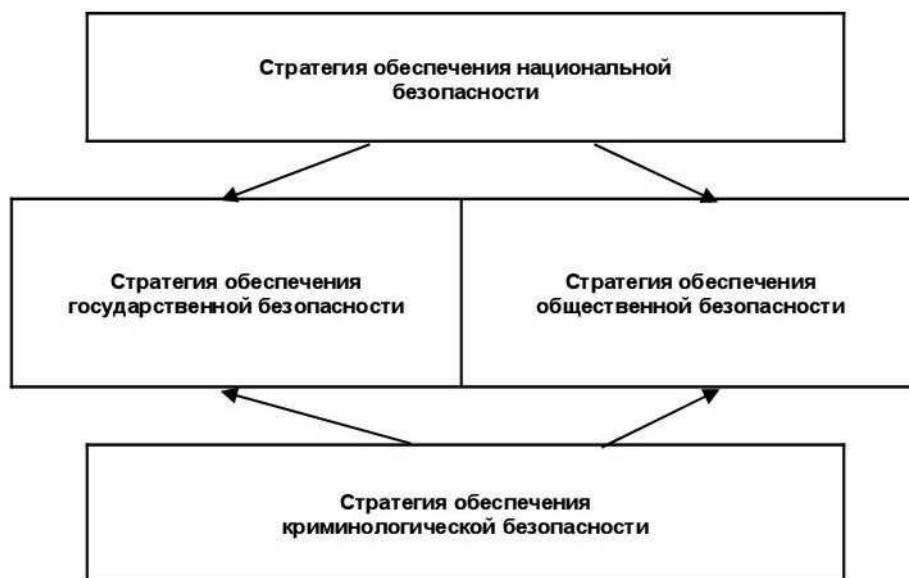 Стратегия обеспечения национальной
безопасности
Стратегия обеспечения
государственной безопасности
Стратегия обеспечения
общественной безопасности
Стратегия обеспечения
криминологической безопасности